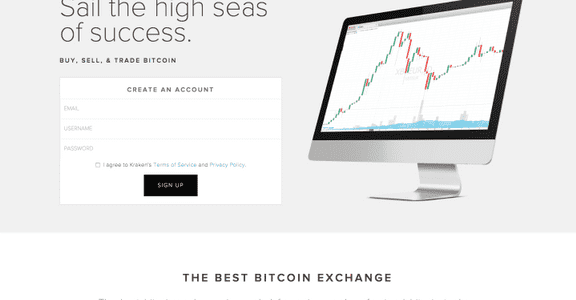 Sail the high seas
of success.
BUY, SELL, & TRADE BITCOIN
CREATE AN ACCOUNT
EMAIL
USERNAME
PASSWORD
I agree to Kraken's Terms of Service and Privacy Policy.
SIGN UP
THE BEST BITCOIN EXCHANGE